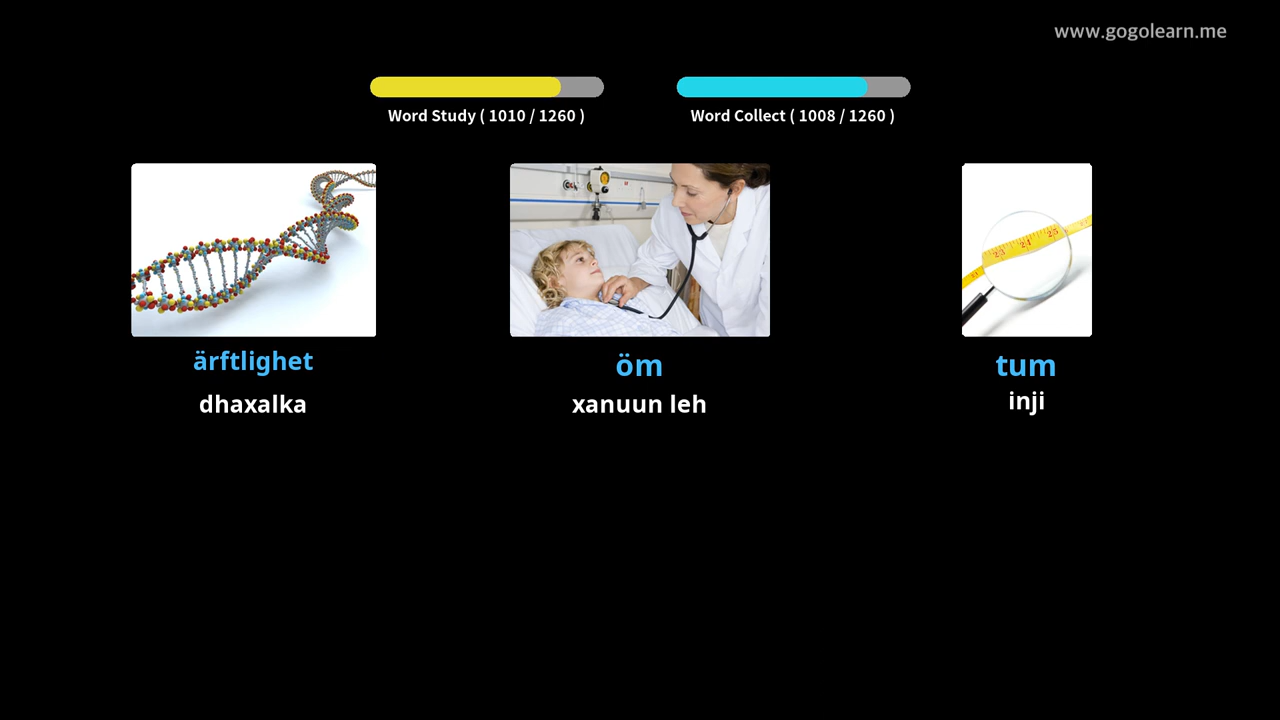 www.gogolearn.me
Word Study ( 1010 / 1260 )
Word Collect ( 1008 / 1260 )
ärftlighet
dhaxalka
öm
xanuun leh
tum
inji